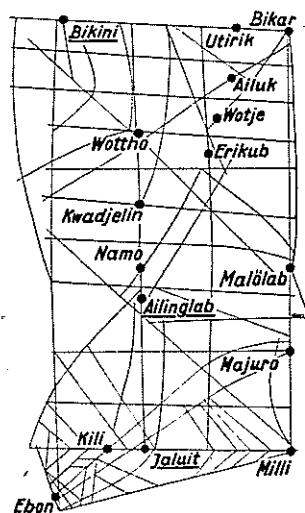 Bikini
Utirik
Bikar
Ailuk
Wotje
Wottho
Erikub
Kwadjelin
Namo
Malölab
Ailinglab
Majuro
Kili
Jaluit
Milli
Ebon